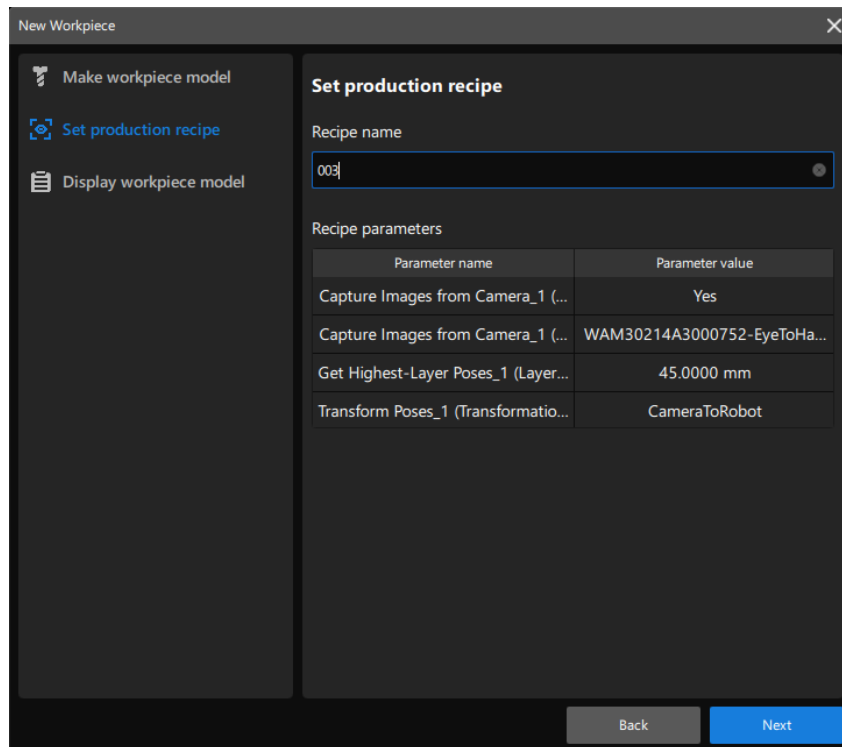 New Workpiece
Make workpiece model
Set production recipe
Display workpiece model
Set production recipe
Recipe name
003
Recipe parameters
Parameter name Parameter value
Capture Images from Camera_1 (... Yes
Capture Images from Camera_1 (... WAM30214A3000752-EyeToHa...
Get Highest-Layer Poses_1 (Layer... 45.0000 mm
Transform Poses_1 (Transformatio... CameraToRobot
Back Next